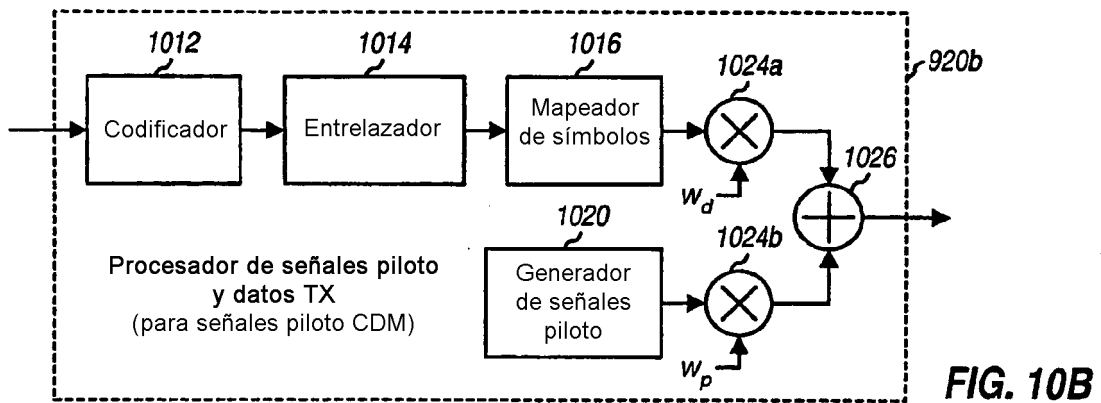 1012
1014
1016
1024a
920b
Codificador
Entrelazador
Mapeador
de símbolos
W_d
1026
1020
1024b
Procesador de señales piloto
y datos TX
(para señales piloto CDM)
Generador
de señales
piloto
W_p
FIG. 10B